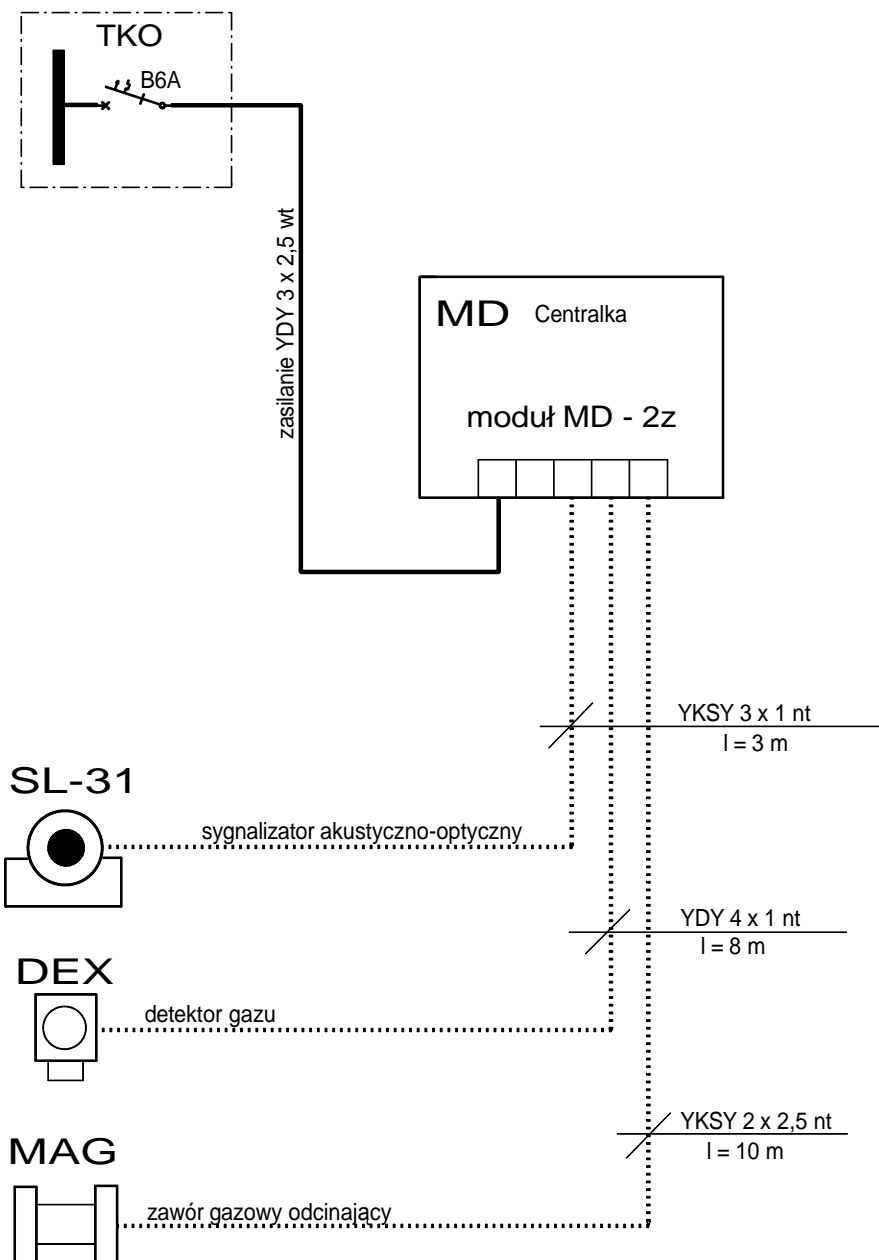 TKO
B6A
zasilanie YDY 3 x 2,5 wt
MD Centralka
moduł MD - 2z
YKSY 3 x 1 nt
l = 3 m
SL-31
sygnalizator akustyczno-optyczny
YDY 4 x 1 nt
l = 8 m
DEX
detektor gazu
YKSY 2 x 2,5 nt
l = 10 m
MAG
zawór gazowy odcinający